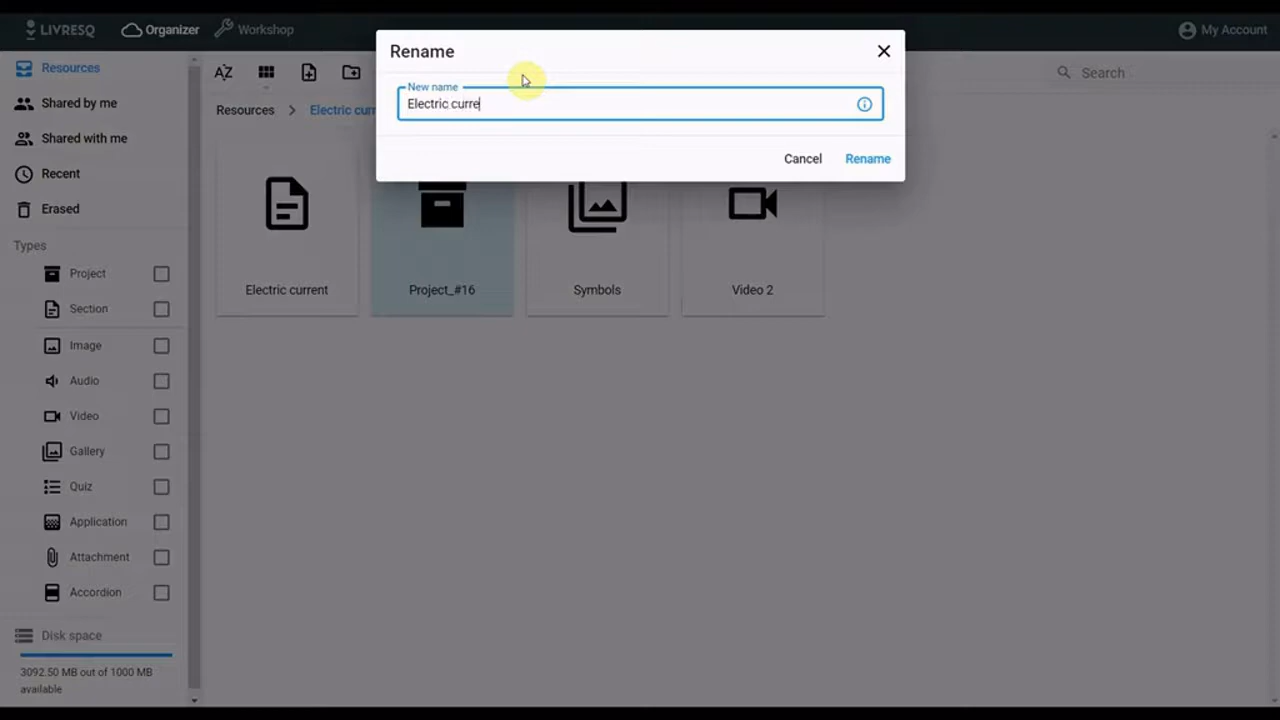 LIVRESQ
Organizer
Workshop
My Account
Rename
New name
Electric curre
Cancel
Rename
Resources
Shared by me
Shared with me
Recent
Erased
Types
Project
Section
Image
Audio
Video
Gallery
Quiz
Application
Attachment
Accordion
Disk space
3092.50 MB out of 1000 MB
available
AZ
Search
Resources > Electric curr
Electric current
Project_#16
Symbols
Video 2